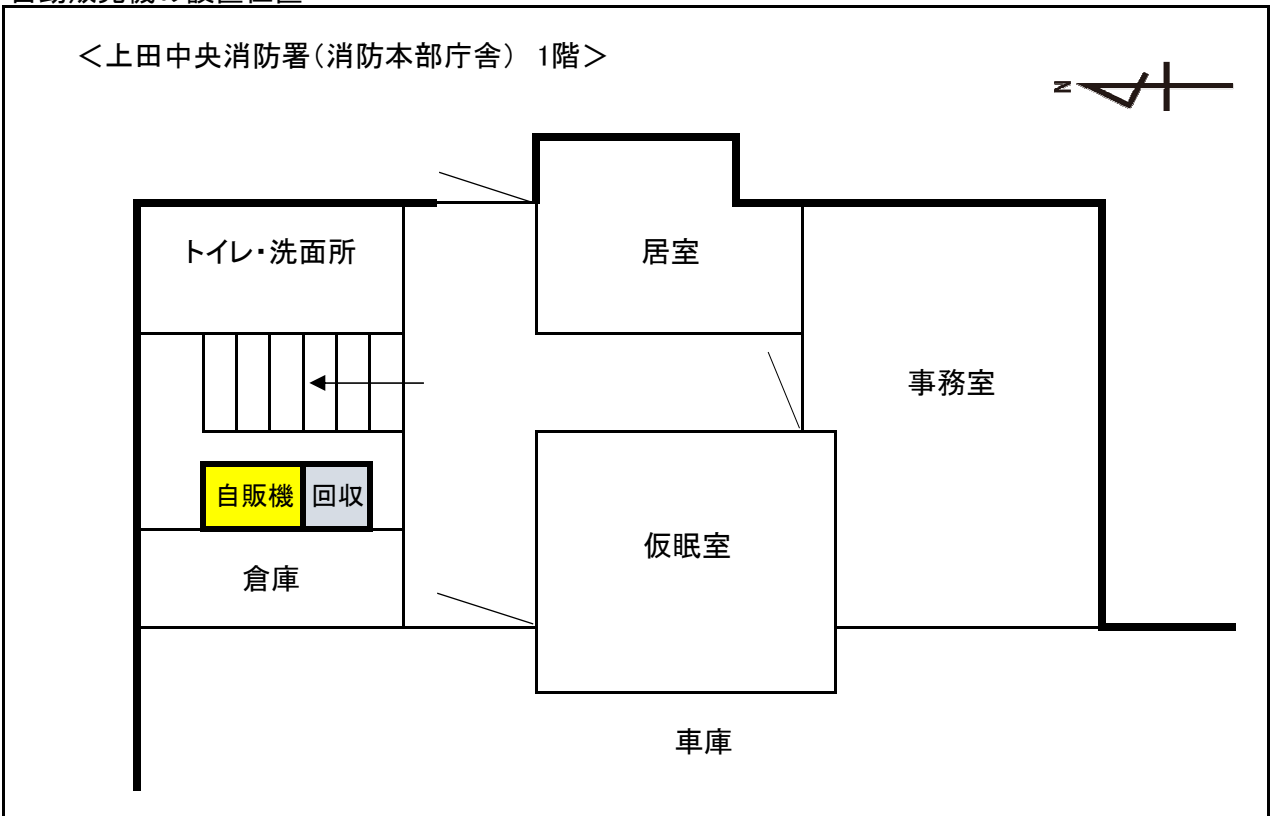 自動販売機の設置位置
＜上田中央消防署（消防本部庁舎） 1階＞
N
トイレ・洗面所
居室
事務室
自販機
回収
仮眠室
倉庫
車庫